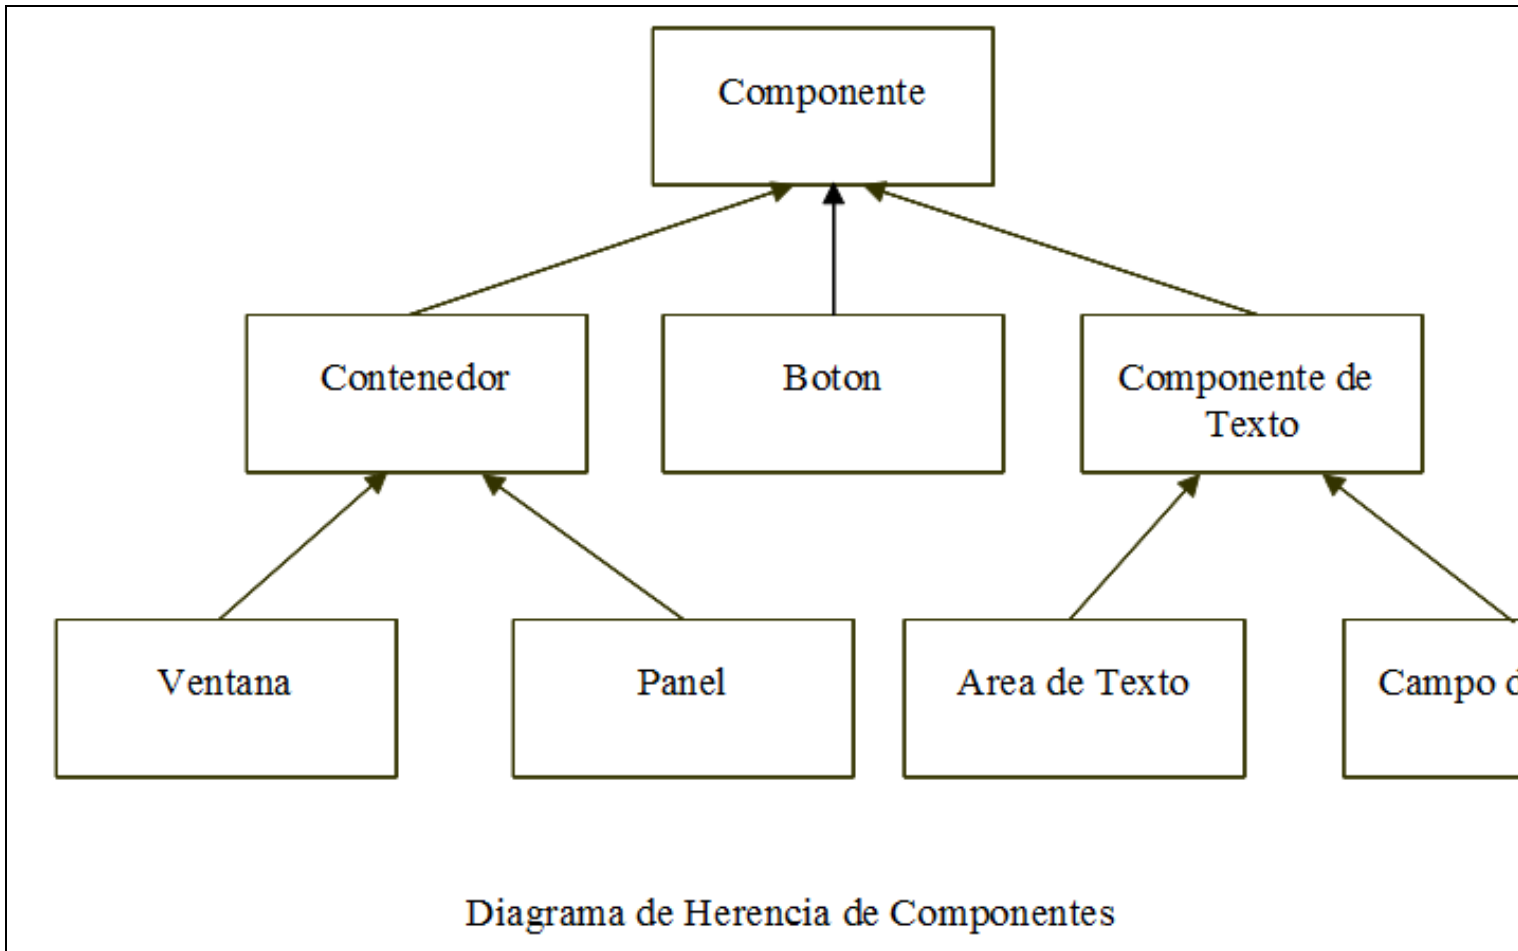 Componente
Contenedor
Boton
Componente de
Texto
Ventana
Panel
Area de Texto
Campo
Diagrama de Herencia de Componentes